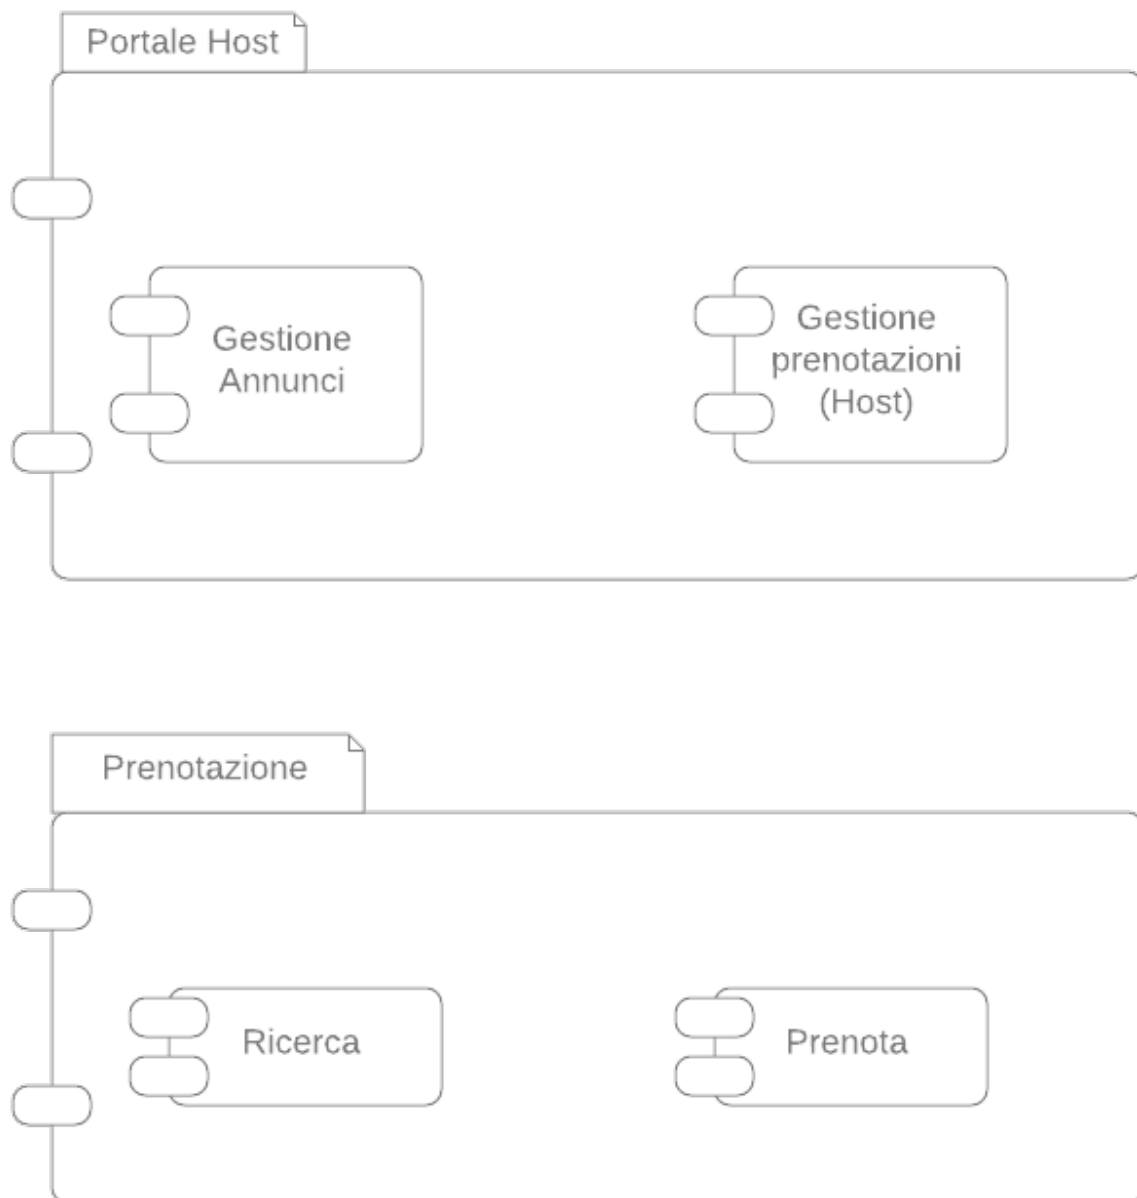 Portale Host
Gestione
Annunci
Gestione
prenotazioni
(Host)
Prenotazione
Ricerca
Prenota